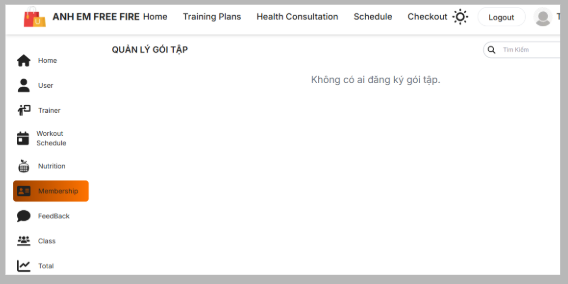 ANH EM FREE FIRE Home Training Plans Health Consultation Schedule Checkout Logout
QUẢN LÝ GÓI TẬP
Tìm Kiếm
Không có ai đăng ký gói tập.
Home
User
Trainer
Workout
Schedule
Nutrition
Membership
FeedBack
Class
Total